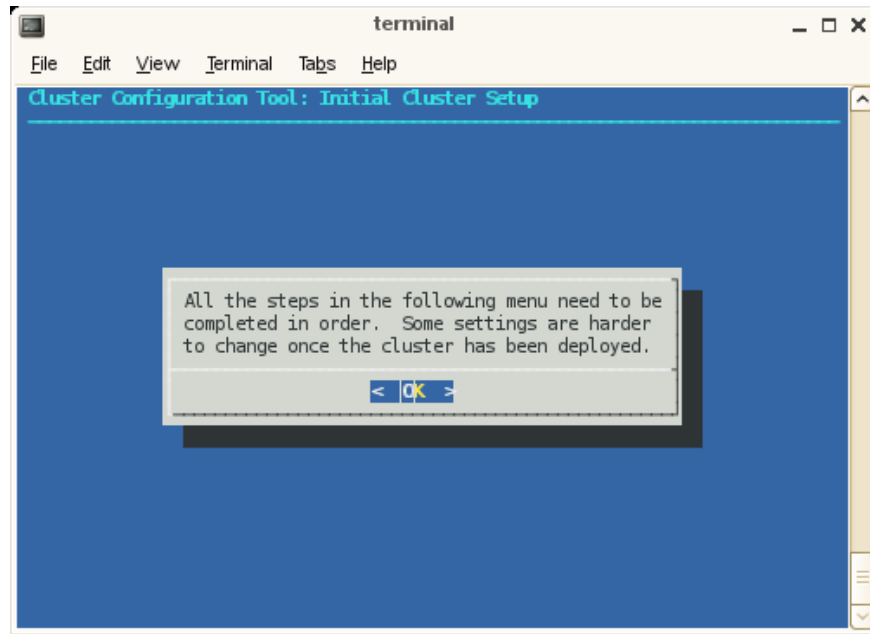 terminal
File Edit View Terminal Tabs Help
Cluster Configuration Tool: Initial Cluster Setup
All the steps in the following menu need to be
completed in order.  Some settings are harder
to change once the cluster has been deployed.
< OK >